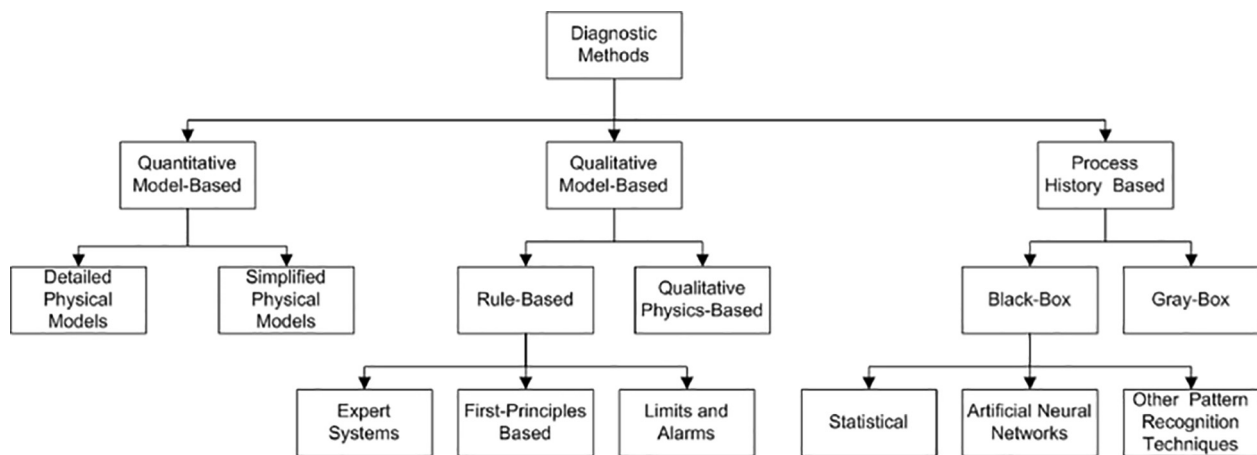 Diagnostic
Methods
Quantitative
Model-Based
Qualitative
Model-Based
Process
History Based
Detailed
Physical
Models
Simplified
Physical
Models
Rule-Based
Qualitative
Physics-Based
Black-Box
Gray-Box
Expert
Systems
First-Principles
Based
Limits and
Alarms
Statistical
Artificial Neural
Networks
Other Pattern
Recognition
Techniques